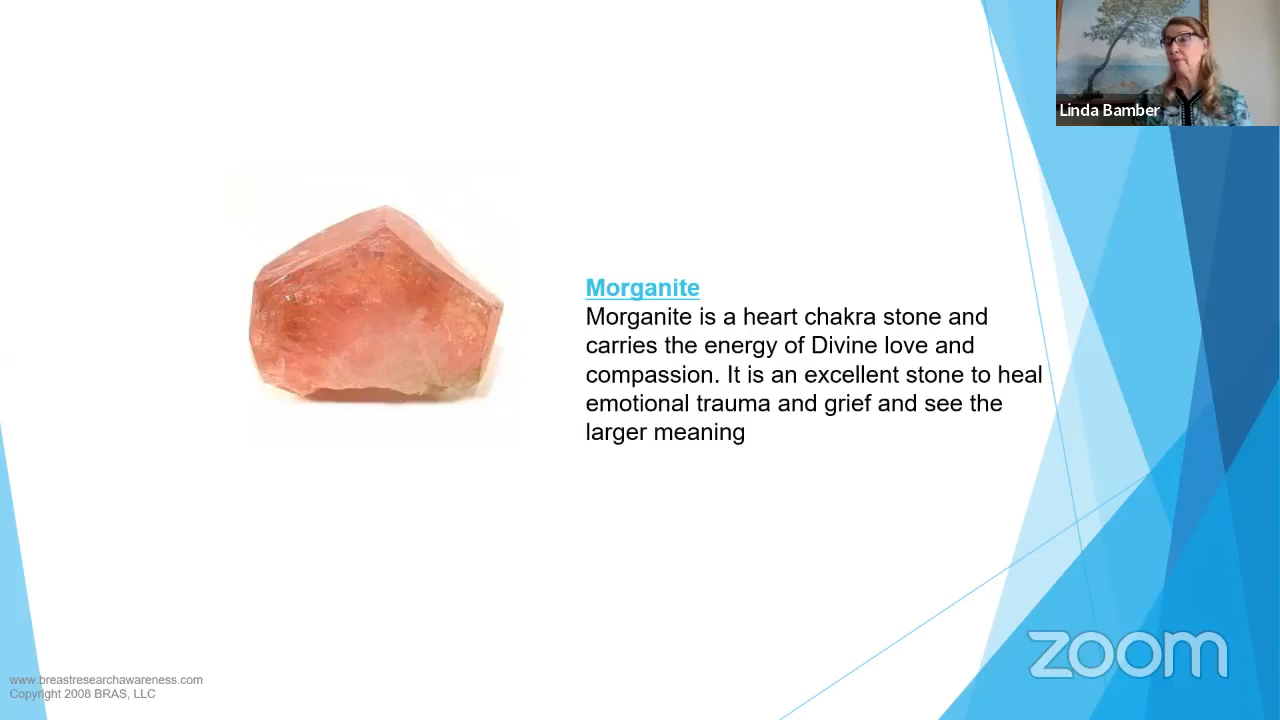 Linda Bamber
Morganite
Morganite is a heart chakra stone and
carries the energy of Divine love and
compassion. It is an excellent stone to heal
emotional trauma and grief and see the
larger meaning
zoom
www.breastresearchawareness.com
Copyright 2008 BRAS, LLC